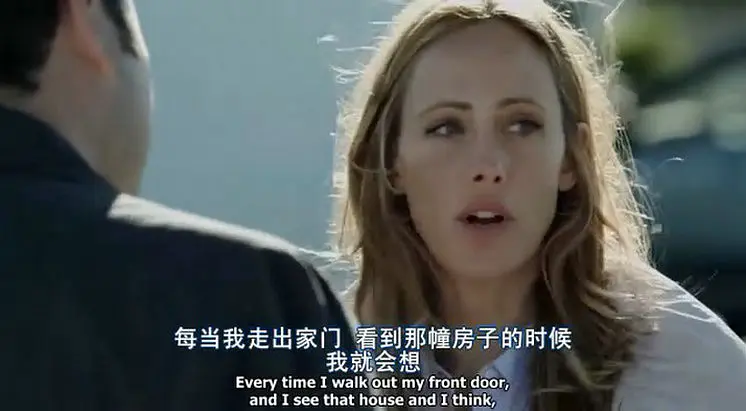 每当我走出家门 看到那幢房子的时候
我就会想
Every time I walk out my front door,
and I see that house and I think,